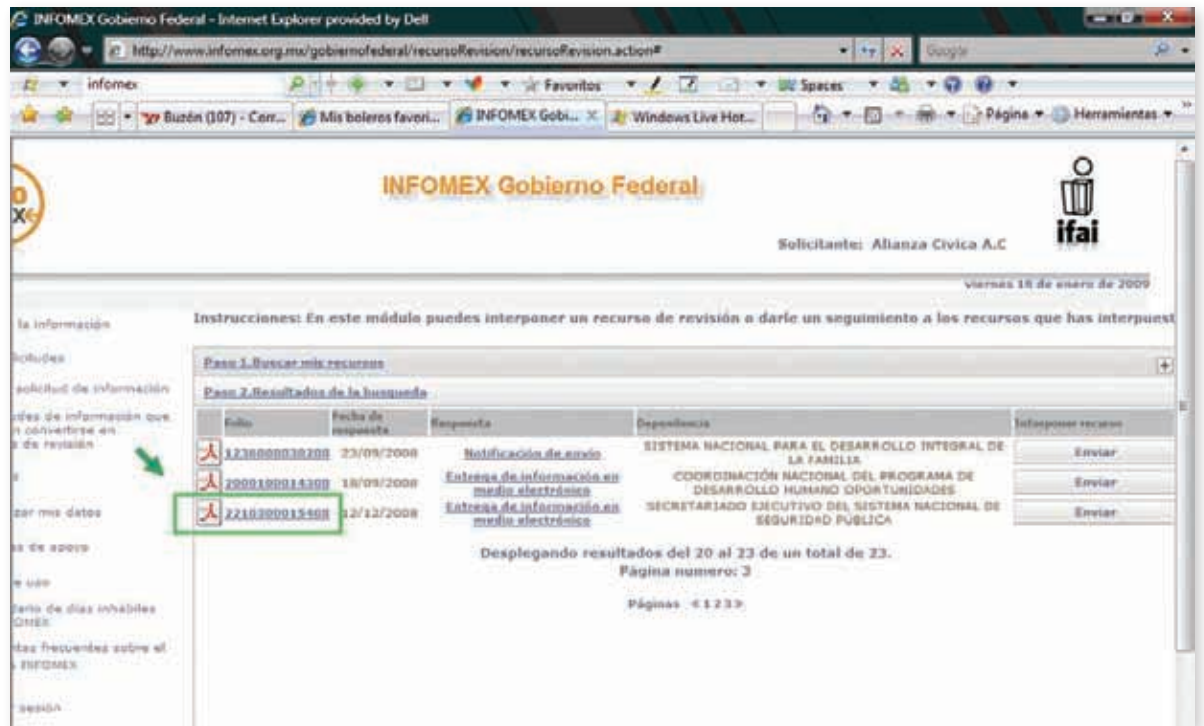 INFOMEX Gobierno Federal - Internet Explorer provided by Dell
http://www.infomex.org.mx/gobiernofederal/recursoRevision/recursoRevision.action#
Google
infomex
Favoritos
Spaces
Buzón (107) - Corr...
Mis boleros favori...
INFOMEX Gobi...
Windows Live Hot...
Página
Herramientas
INFOMEX Gobierno Federal
ifai
Solicitante: Alianza Cívica A.C
viernes 16 de enero de 2009
la información
solicitud de información
udes de información que
n convertirse en
s de revisión
zar mis datos
as de apoyo
e uso
dario de días inhábiles
OMEX
ntas frecuentes sobre el
INFOMEX
sesión
Instrucciones: En este módulo puedes interponer un recurso de revisión o darle un seguimiento a los recursos que has interpuest
Paso 1.Buscar mis recursos
Paso 2.Resultados de la busqueda
Folio
Fecha de respuesta
Respuesta
Dependencia
Interponer recurso
1236000030208 23/09/2008 Notificación de envío SISTEMA NACIONAL PARA EL DESARROLLO INTEGRAL DE LA FAMILIA Enviar
2000100014308 18/09/2008 Entrega de información en medio electrónico COORDINACIÓN NACIONAL DEL PROGRAMA DE DESARROLLO HUMANO OPORTUNIDADES Enviar
2210300015408 12/12/2008 Entrega de información en medio electrónico SECRETARIADO EJECUTIVO DEL SISTEMA NACIONAL DE SEGURIDAD PÚBLICA Enviar
Desplegando resultados del 20 al 23 de un total de 23.
Página numero: 3
Páginas < 1 2 3 >